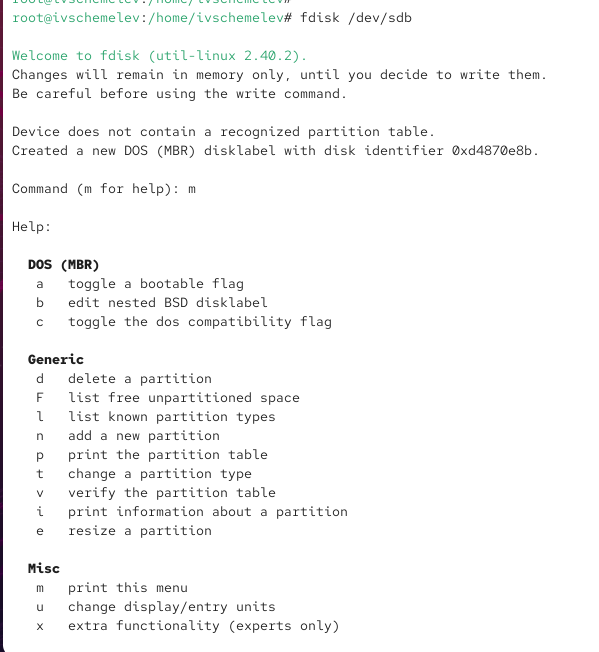 root@ivschemelev:/home/ivschemelev#
root@ivschemelev:/home/ivschemelev# fdisk /dev/sdb
Welcome to fdisk (util-linux 2.40.2).
Changes will remain in memory only, until you decide to write them.
Be careful before using the write command.
Device does not contain a recognized partition table.
Created a new DOS (MBR) disklabel with disk identifier 0xd4870e8b.
Command (m for help): m
Help:
DOS (MBR)
a toggle a bootable flag
b edit nested BSD disklabel
c toggle the dos compatibility flag
Generic
d delete a partition
F list free unpartitioned space
l list known partition types
n add a new partition
p print the partition table
t change a partition type
v verify the partition table
i print information about a partition
e resize a partition
Misc
m print this menu
u change display/entry units
x extra functionality (experts only)